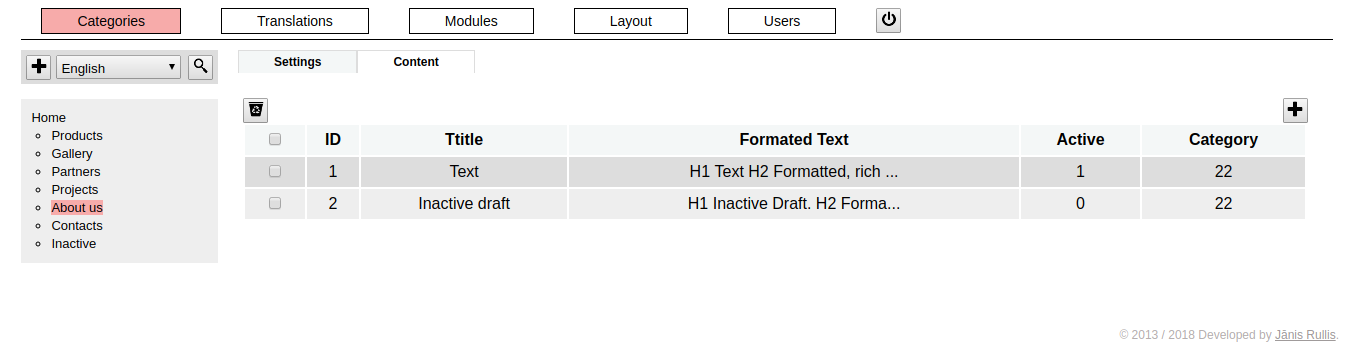 Categories Translations Modules Layout Users
English
Settings Content
Home
Products
Gallery
Partners
Projects
About us
Contacts
Inactive
ID Ttitle Formated Text Active Category
1 Text H1 Text H2 Formatted, rich ... 1 22
2 Inactive draft H1 Inactive Draft. H2 Forma... 0 22
© 2013 / 2018 Developed by Jānis Rullis.